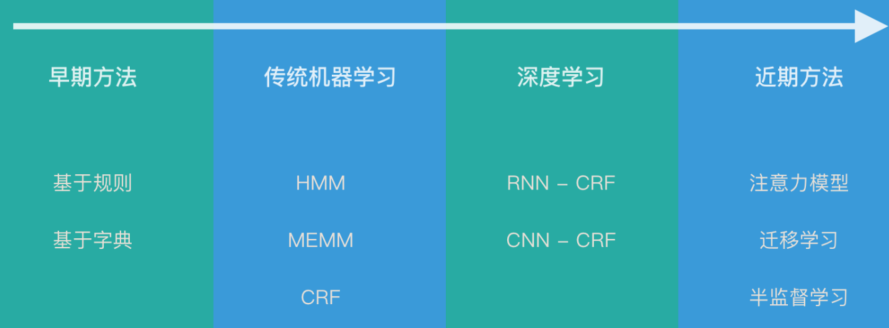 早期方法
传统机器学习
深度学习
近期方法
基于规则
HMM
RNN - CRF
注意力模型
基于字典
MEMM
CNN - CRF
迁移学习
CRF
半监督学习